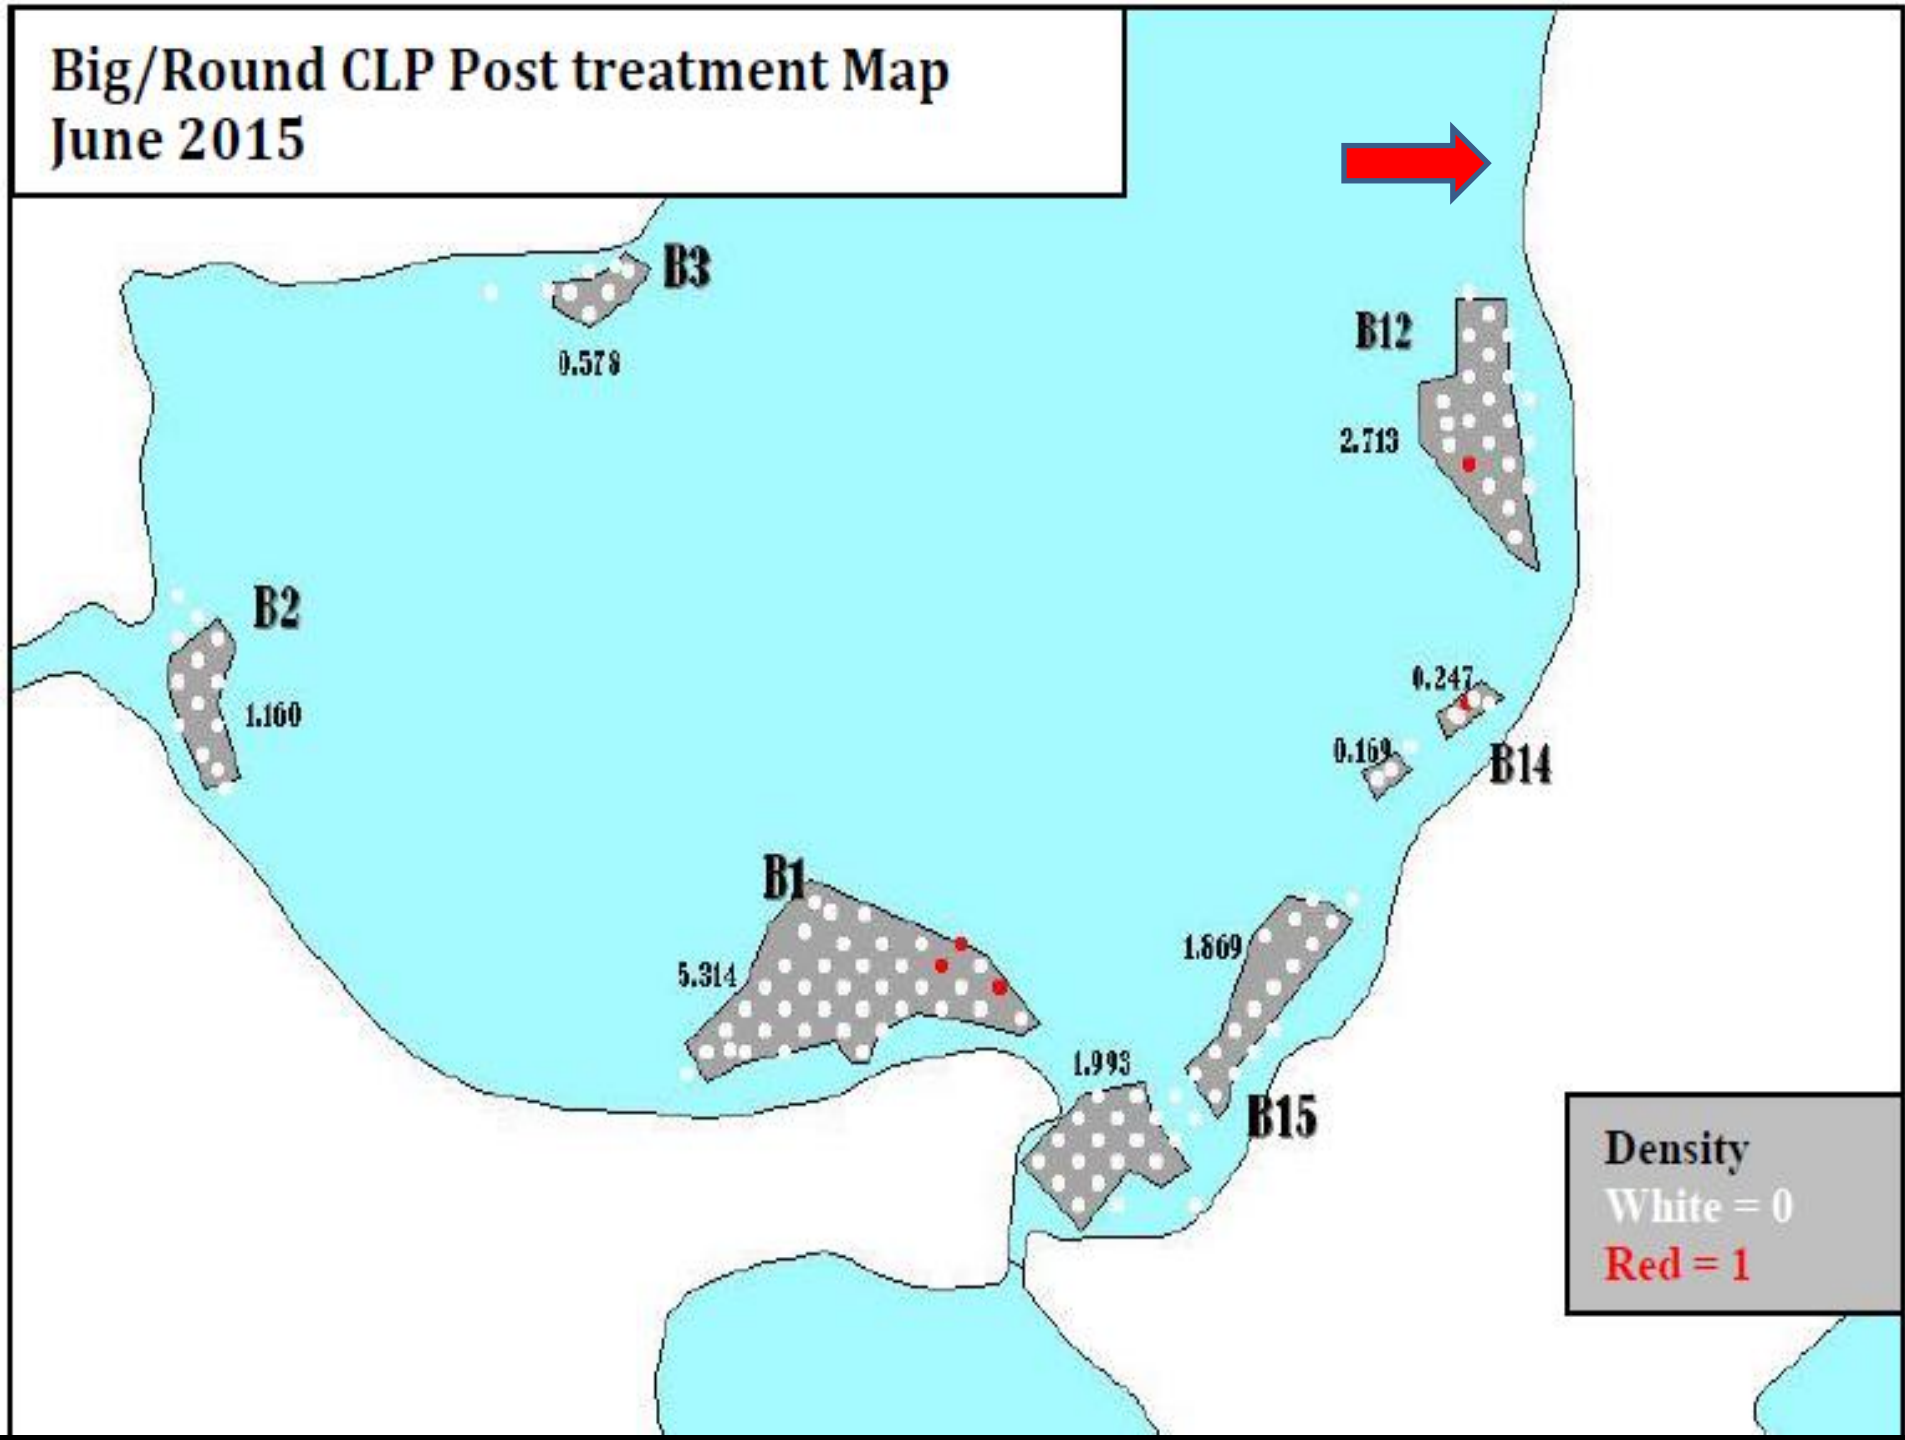 Big/Round CLP Post treatment Map
June 2015
B3
0.578
B12
2.713
B2
1.160
0.247
0.169
B14
B1
5.314
1.869
1.993
B15
Density
White = 0
Red = 1